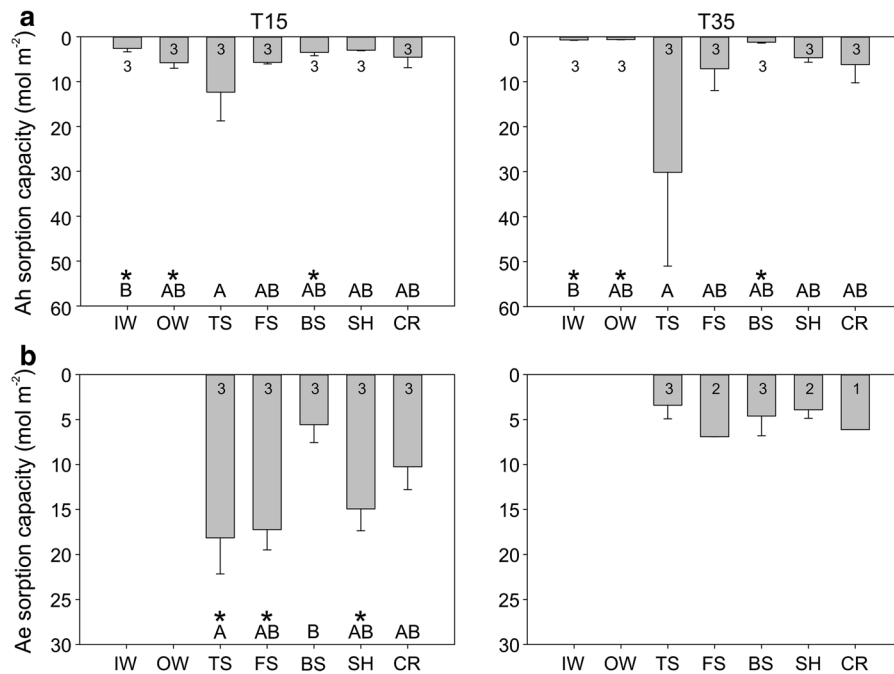 a
T15
T35
Ah sorption capacity (mol m⁻²)
0
10
20
30
40
50
60
3 3 3 3 3 3 3
* * *
B AB A AB AB AB AB
IW OW TS FS BS SH CR
0
10
20
30
40
50
60
3 3 3 3 3 3 3
* * *
B AB A AB AB AB AB
IW OW TS FS BS SH CR
b
Ae sorption capacity (mol m⁻²)
0
5
10
15
20
25
30
3 3 3 3 3
* * *
A AB B AB AB
IW OW TS FS BS SH CR
0
5
10
15
20
25
30
3 2 3 2 1
IW OW TS FS BS SH CR